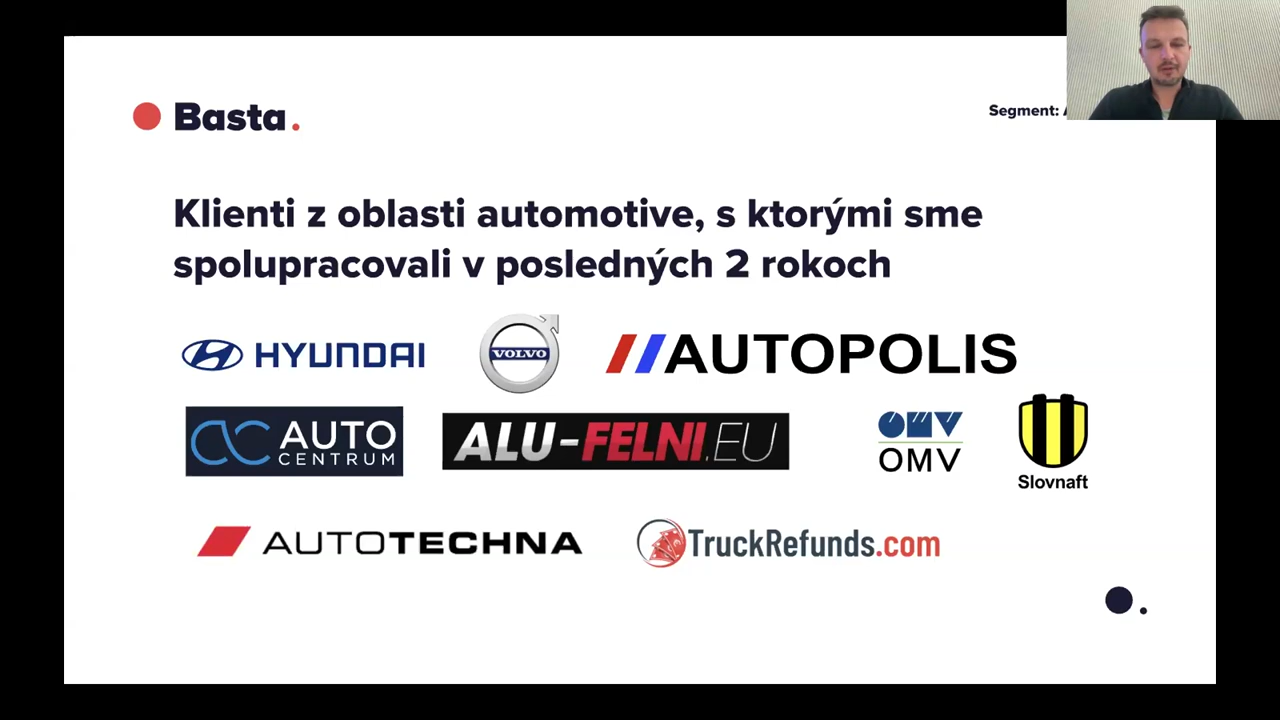 Basta.
Segment:
Klienti z oblasti automotive, s ktorými sme
spolupracovali v posledných 2 rokoch
HYUNDAI
VOLVO
AUTOPOLIS
AUTO
CENTRUM
ALU-FELNI.EU
OMV
OMV
Slovnaft
AUTOTECHNA
TruckRefunds.com